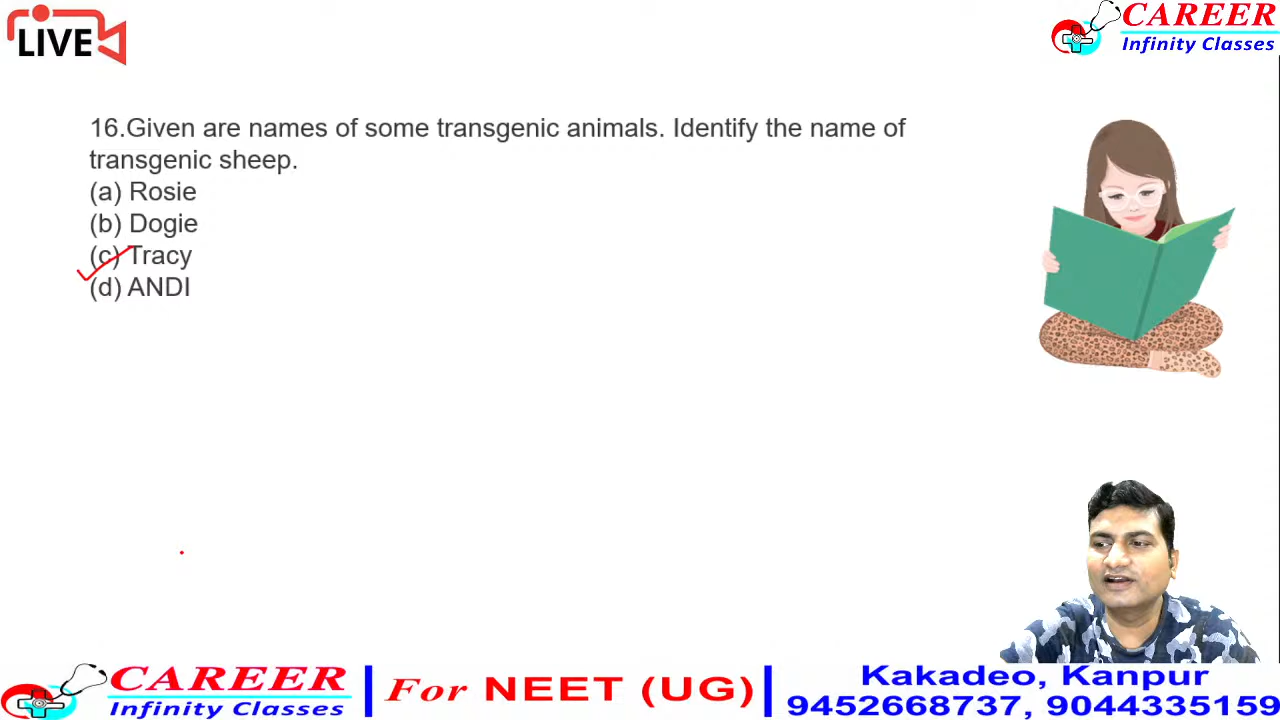 LIVE
CAREER
Infinity Classes
16.Given are names of some transgenic animals. Identify the name of
transgenic sheep.
(a) Rosie
(b) Dogie
(c) Tracy
(d) ANDI
CAREER
Infinity Classes
For NEET (UG)
Kakadeo, Kanpur
9452668737, 9044335159